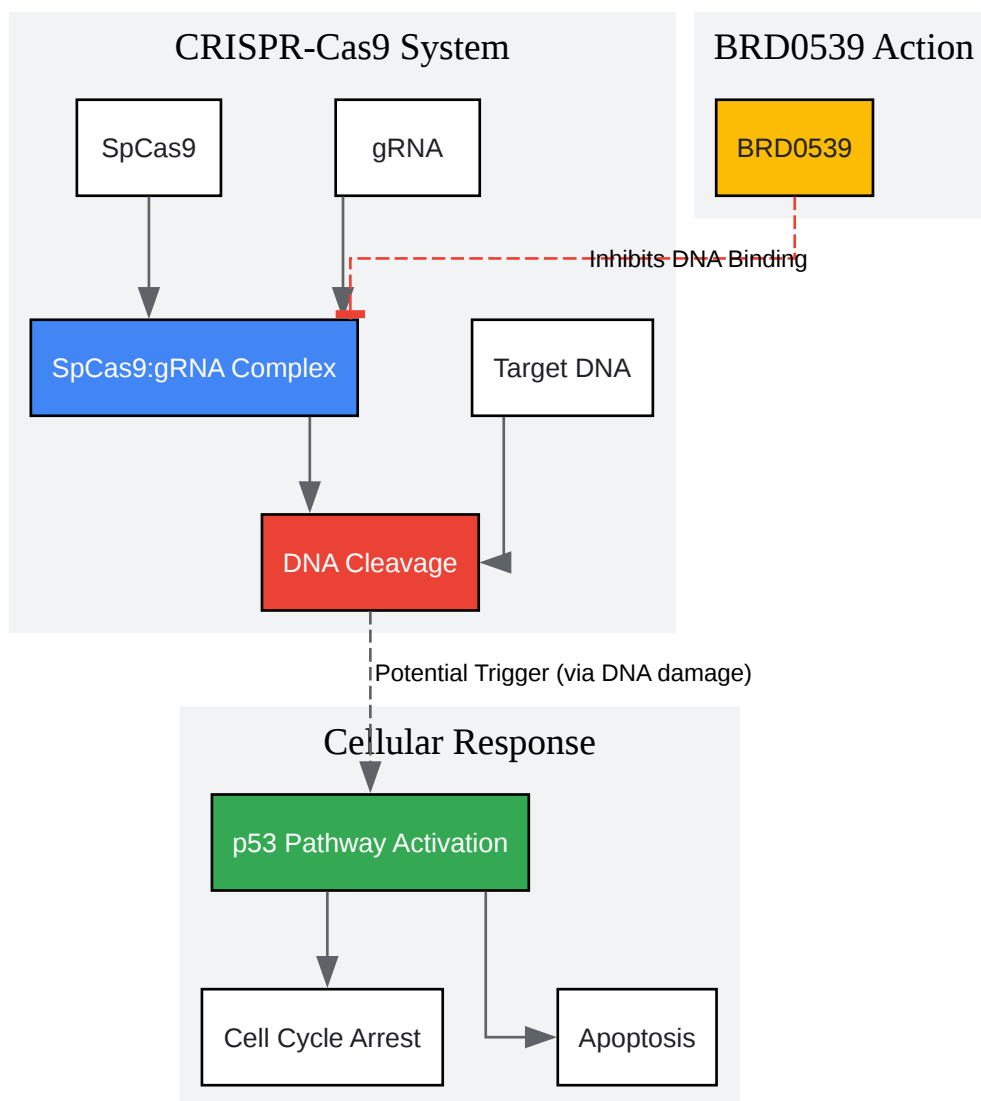 CRISPR-Cas9 System
BRD0539 Action
SpCas9
gRNA
BRD0539
Inhibits DNA Binding
SpCas9:gRNA Complex
Target DNA
DNA Cleavage
Potential Trigger (via DNA damage)
Cellular Response
p53 Pathway Activation
Cell Cycle Arrest
Apoptosis